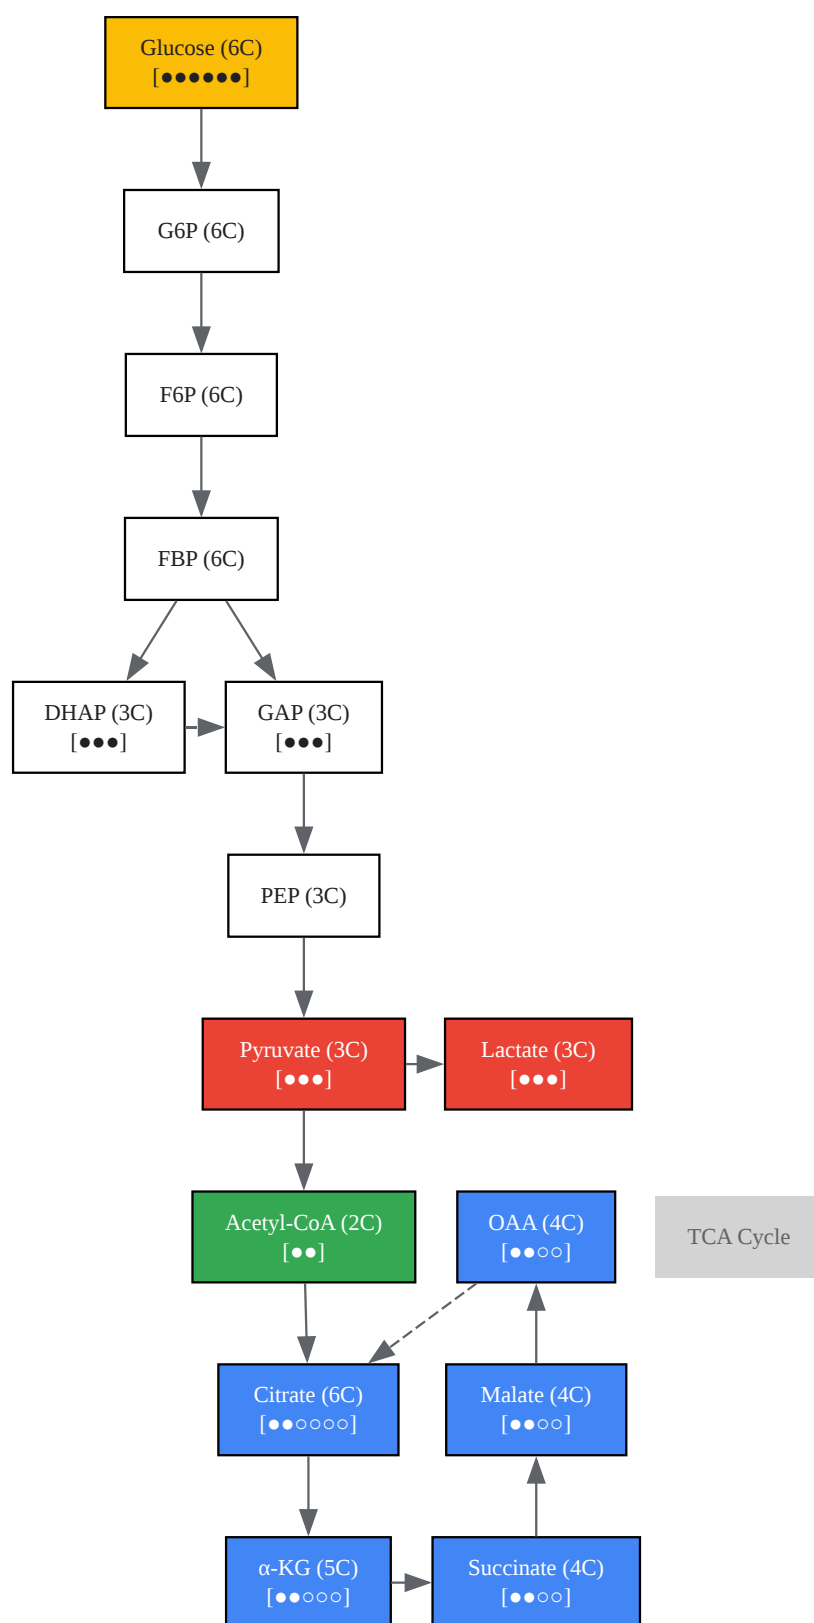 Glucose (6C)
[●●●●●●]
G6P (6C)
F6P (6C)
FBP (6C)
DHAP (3C)
[●●●]
GAP (3C)
[●●●]
PEP (3C)
Pyruvate (3C)
[●●●]
Lactate (3C)
[●●●]
Acetyl-CoA (2C)
[●●]
OAA (4C)
[●●○○]
TCA Cycle
Citrate (6C)
[●●○○○○]
Malate (4C)
[●●○○]
α-KG (5C)
[●●○○○]
Succinate (4C)
[●●○○]